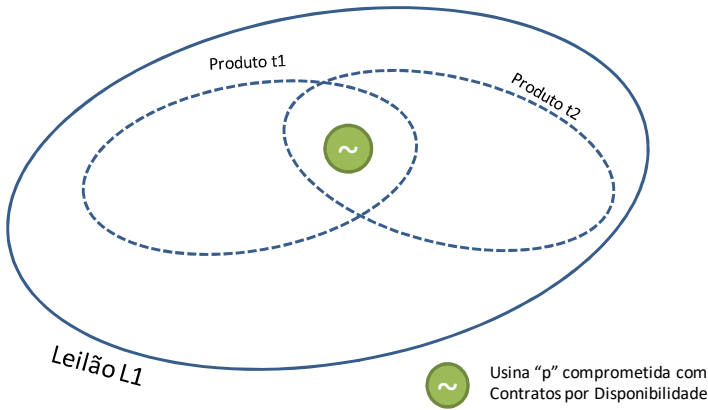 Produto t1
Produto t2
~
Leilão L1
~
Usina “p” comprometida com
Contratos por Disponibilidade